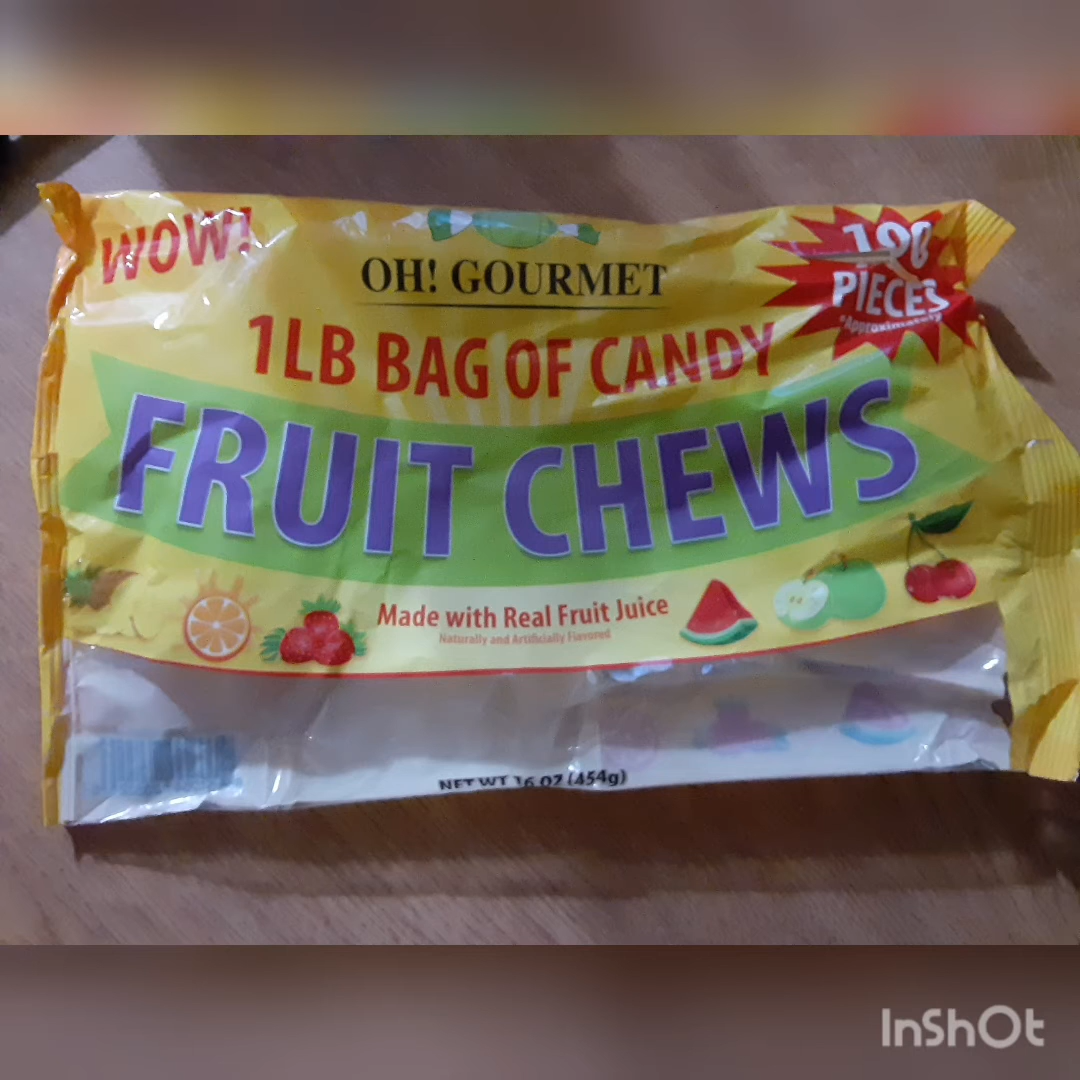 WOW!
OH! GOURMET
PIECES
*Approximately
1LB BAG OF CANDY
FRUIT CHEWS
Made with Real Fruit Juice
Naturally and Artificially Flavored
NET WT 16 OZ (454g)
InShOt